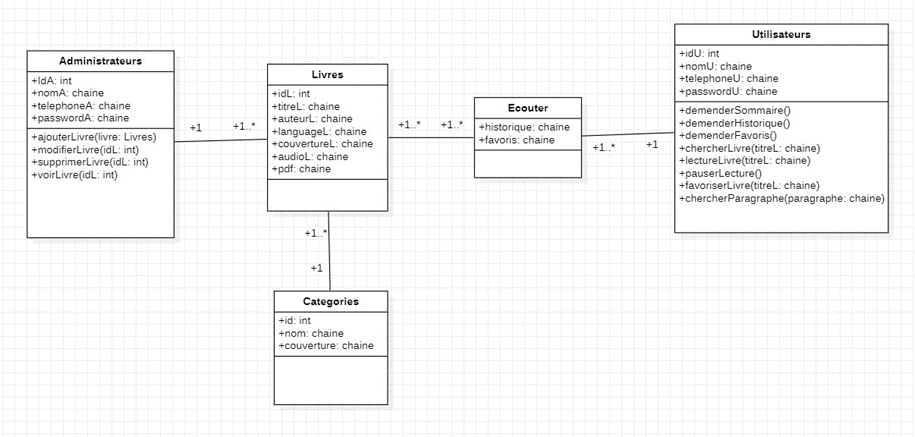 Administrateurs
+IdA: int
+nomA: chaine
+telephoneA: chaine
+passwordA: chaine
+ajouterLivre(livre: Livres)
+modifierLivre(idL: int)
+supprimerLivre(idL: int)
+voirLivre(idL: int)
+1
+1..*
Livres
+idL: int
+titreL: chaine
+auteurL: chaine
+languageL: chaine
+couvertureL: chaine
+audioL: chaine
+pdf: chaine
+1..*
+1..*
Ecouter
+historique: chaine
+favoris: chaine
+1..*
+1
Utilisateurs
+idU: int
+nomU: chaine
+telephoneU: chaine
+passwordU: chaine
+demenderSommaire()
+demenderHistorique()
+demenderFavoris()
+chercherLivre(titreL: chaine)
+lectureLivre(titreL: chaine)
+pauserLecture()
+favoriserLivre(titreL: chaine)
+chercherParagraphe(paragraphe: chaine)
+1..*
+1
Categories
+id: int
+nom: chaine
+couverture: chaine